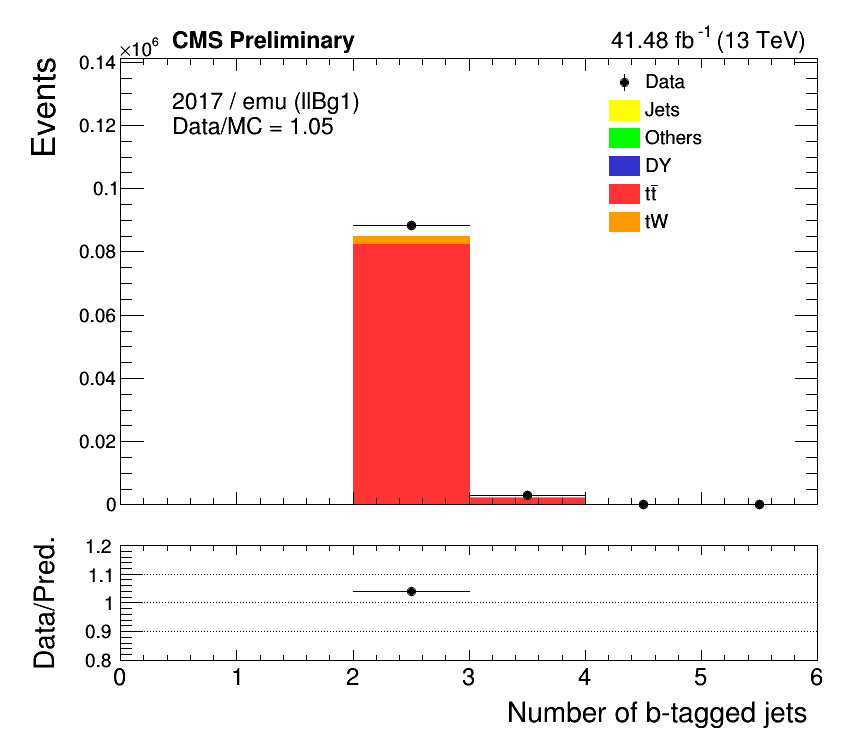 ×10⁶ CMS Preliminary 41.48 fb⁻¹ (13 TeV)
Events
0.14
0.12
0.1
0.08
0.06
0.04
0.02
0
2017 / emu (llBg1)
Data/MC = 1.05
Data
Jets
Others
DY
tt̄
tW
Data/Pred.
1.2
1.1
1
0.9
0.8
0 1 2 3 4 5 6
Number of b-tagged jets